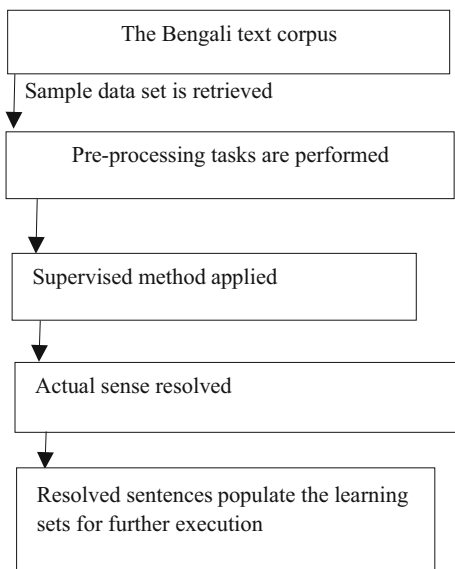 The Bengali text corpus
Sample data set is retrieved
Pre-processing tasks are performed
Supervised method applied
Actual sense resolved
Resolved sentences populate the learning
sets for further execution